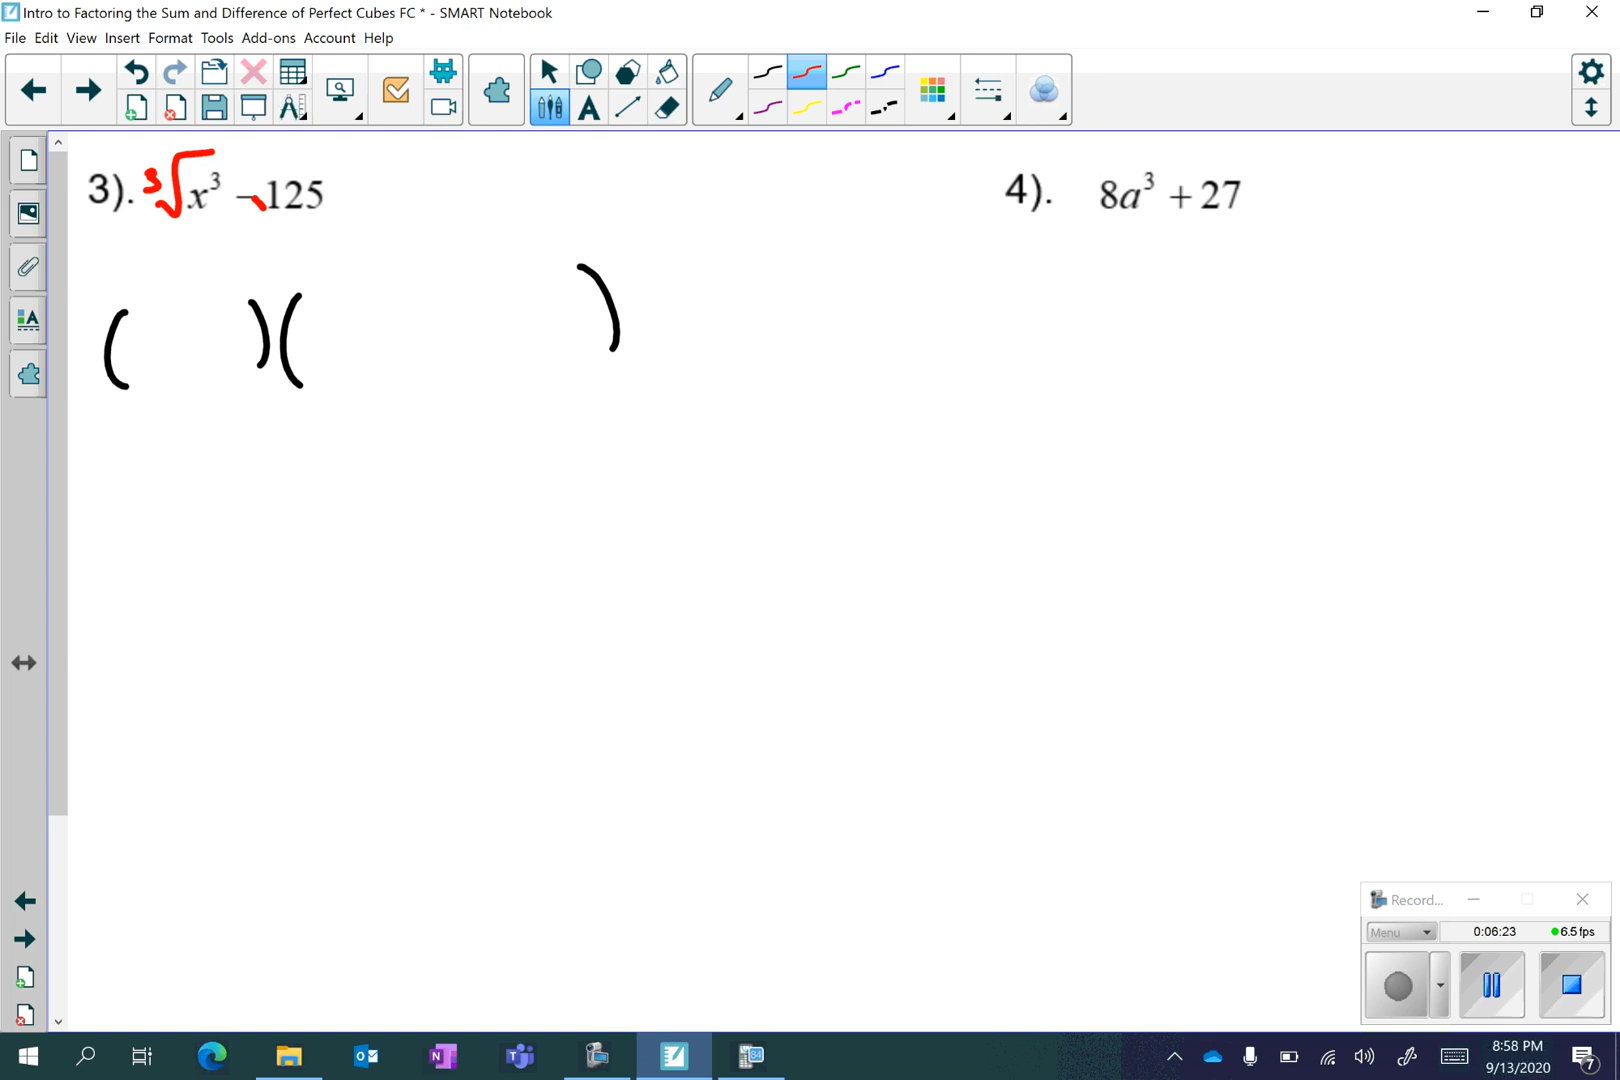 Intro to Factoring the Sum and Difference of Perfect Cubes FC * - SMART Notebook
File Edit View Insert Format Tools Add-ons Account Help
3). ∛x³ - 125
4). 8a³ + 27
(      )(            )
Record...
Menu 0:06:23 6.5 fps
8:58 PM
9/13/2020
7